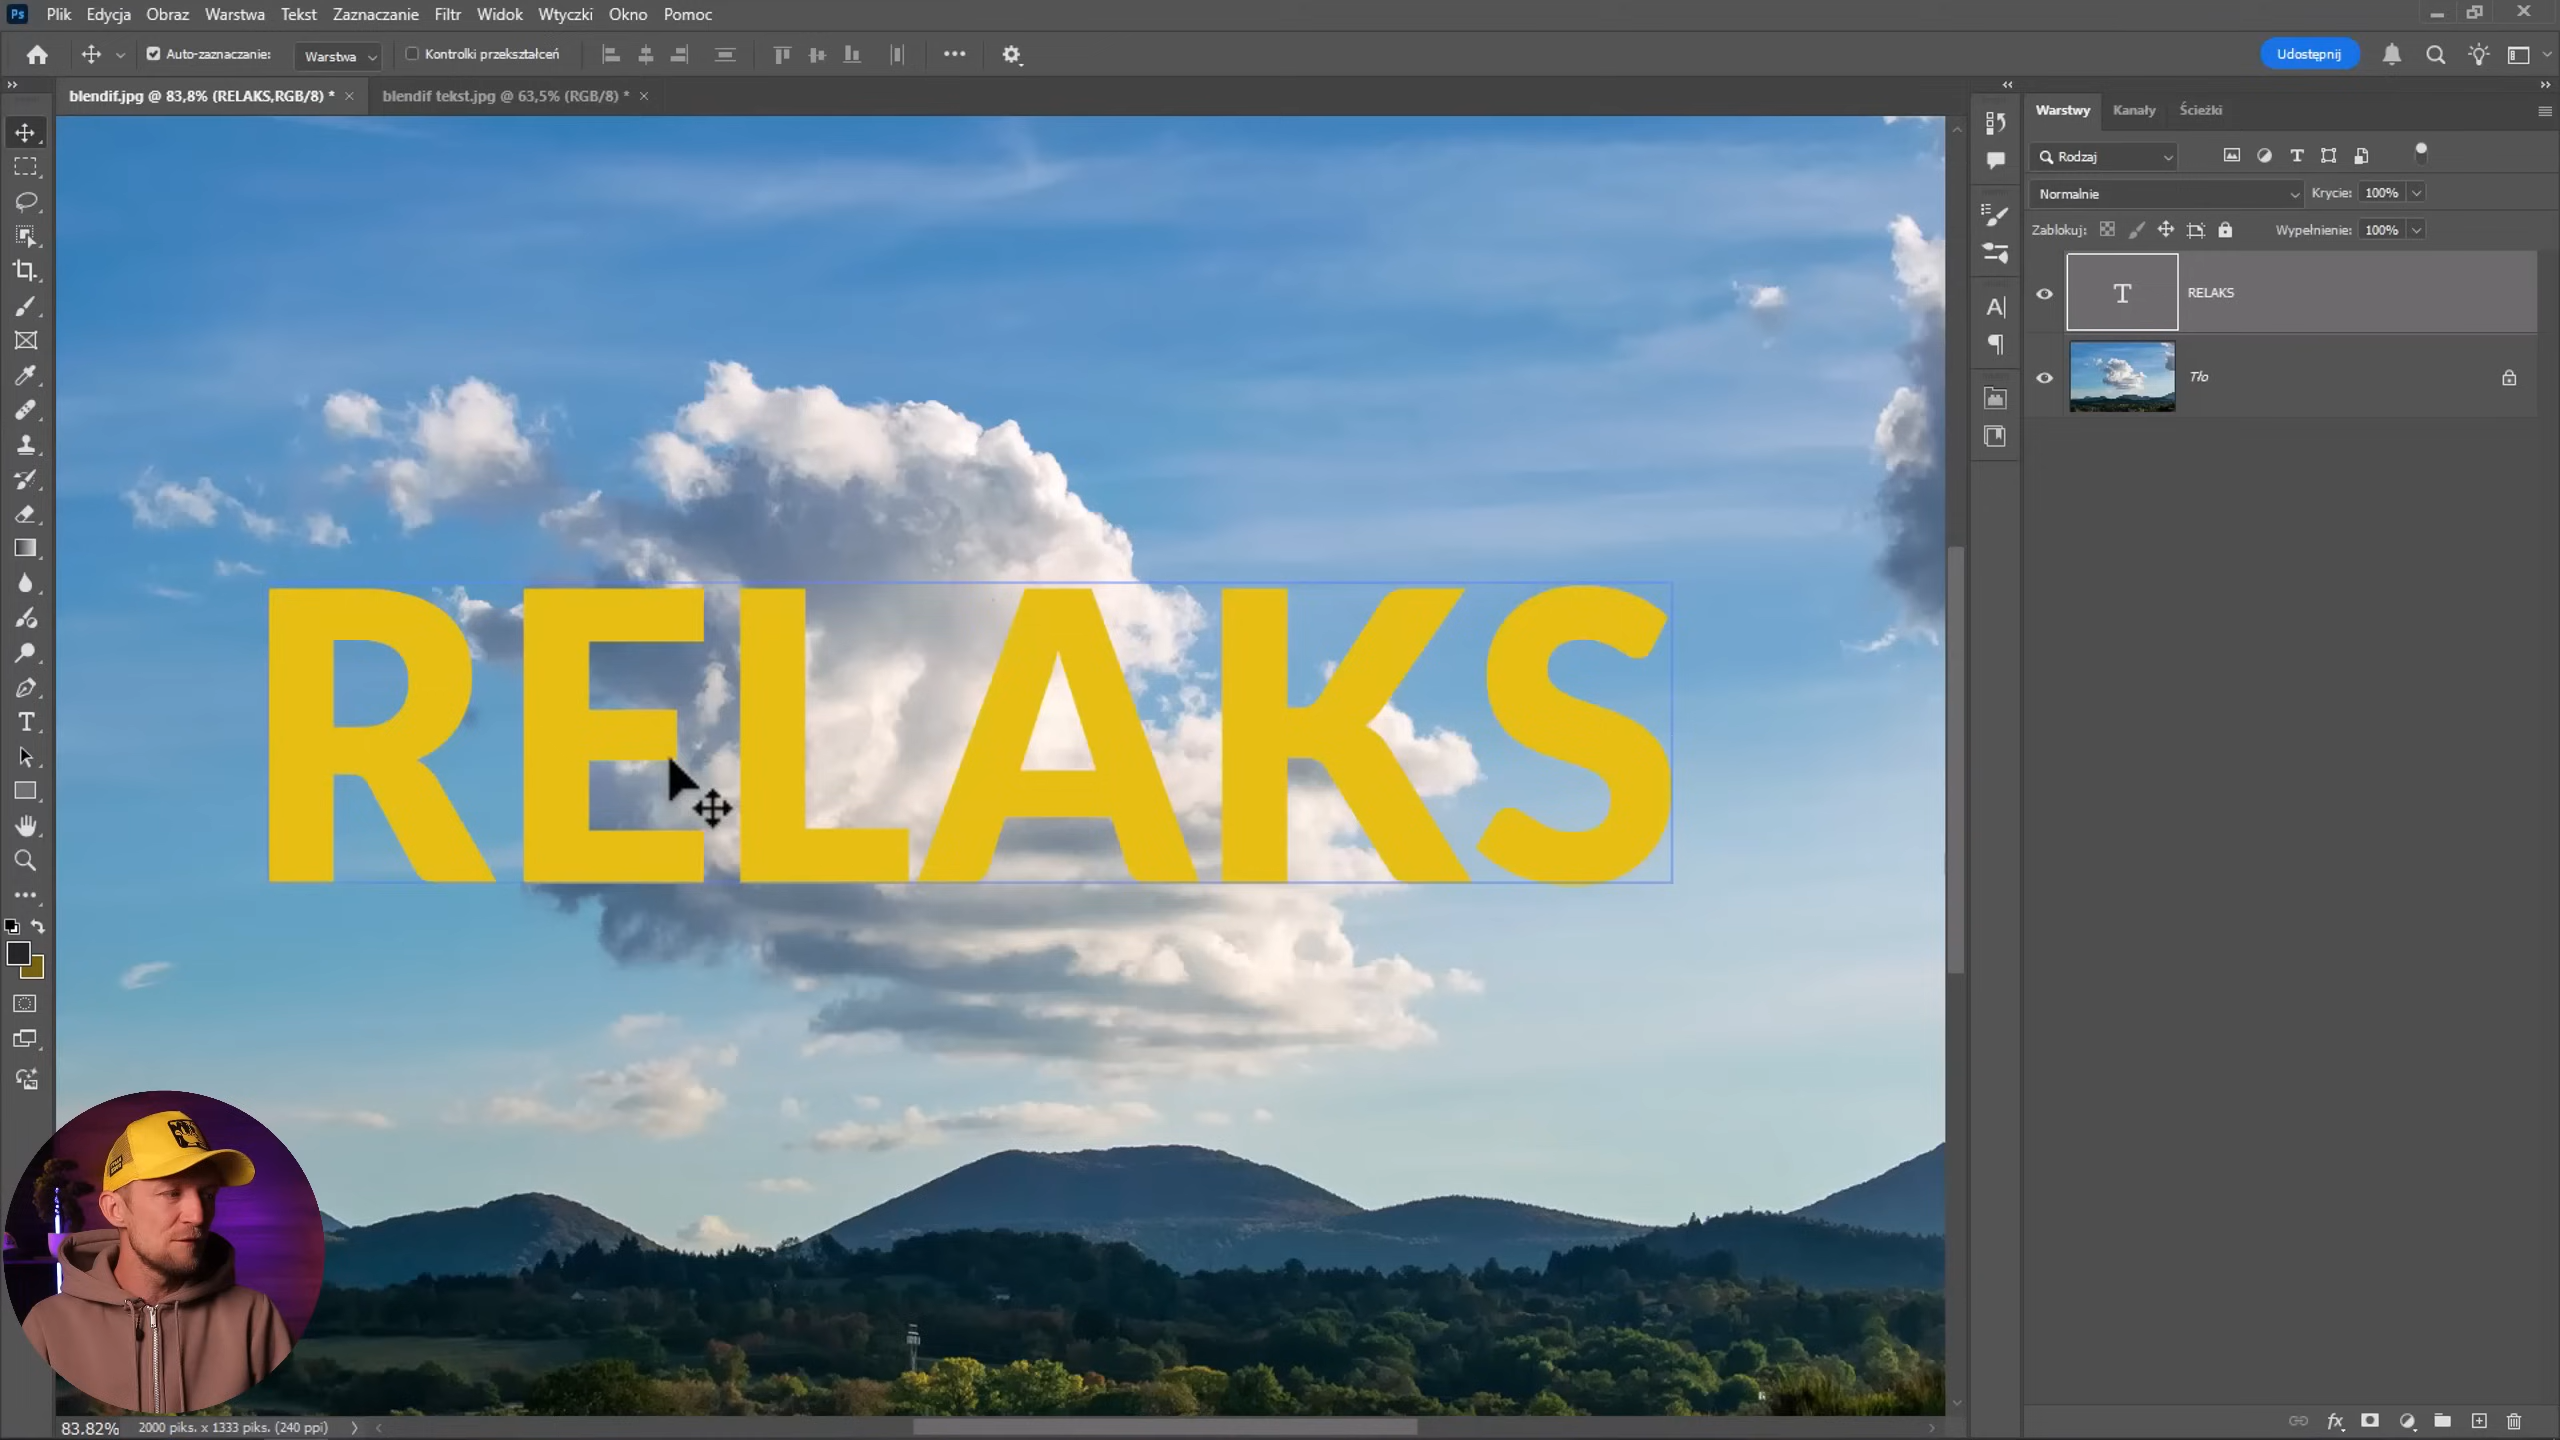 Ps Plik Edycja Obraz Warstwa Tekst Zaznaczanie Filtr Widok Wtyczki Okno Pomoc
Auto-zaznaczanie: Warstwa Kontrolki przekształceń Udostępnij
blendif.jpg @ 83,8% (RELAKS,RGB/8) * × blendif tekst.jpg @ 63,5% (RGB/8) * ×
Warstwy Kanały Ścieżki
Rodzaj
Normalnie Krycie: 100%
Zablokuj: Wypełnienie: 100%
T RELAKS
Tło
RELAKS
83.82% 2000 piks. x 1333 piks. (240 ppi)
fx